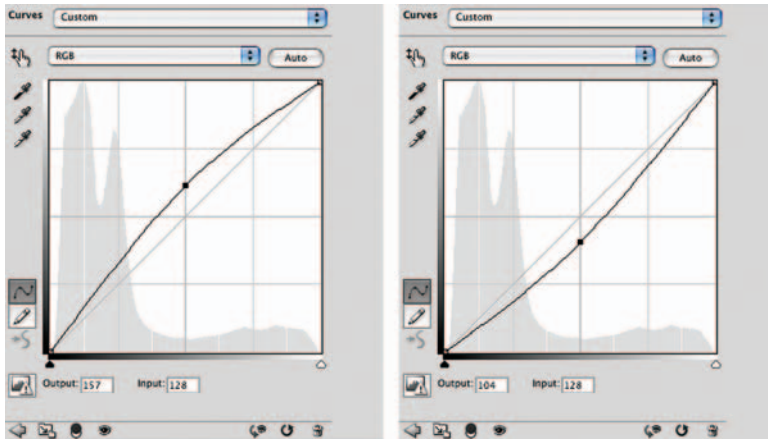 Curves Custom
RGB Auto
Output: 157 Input: 128
Curves Custom
RGB Auto
Output: 104 Input: 128